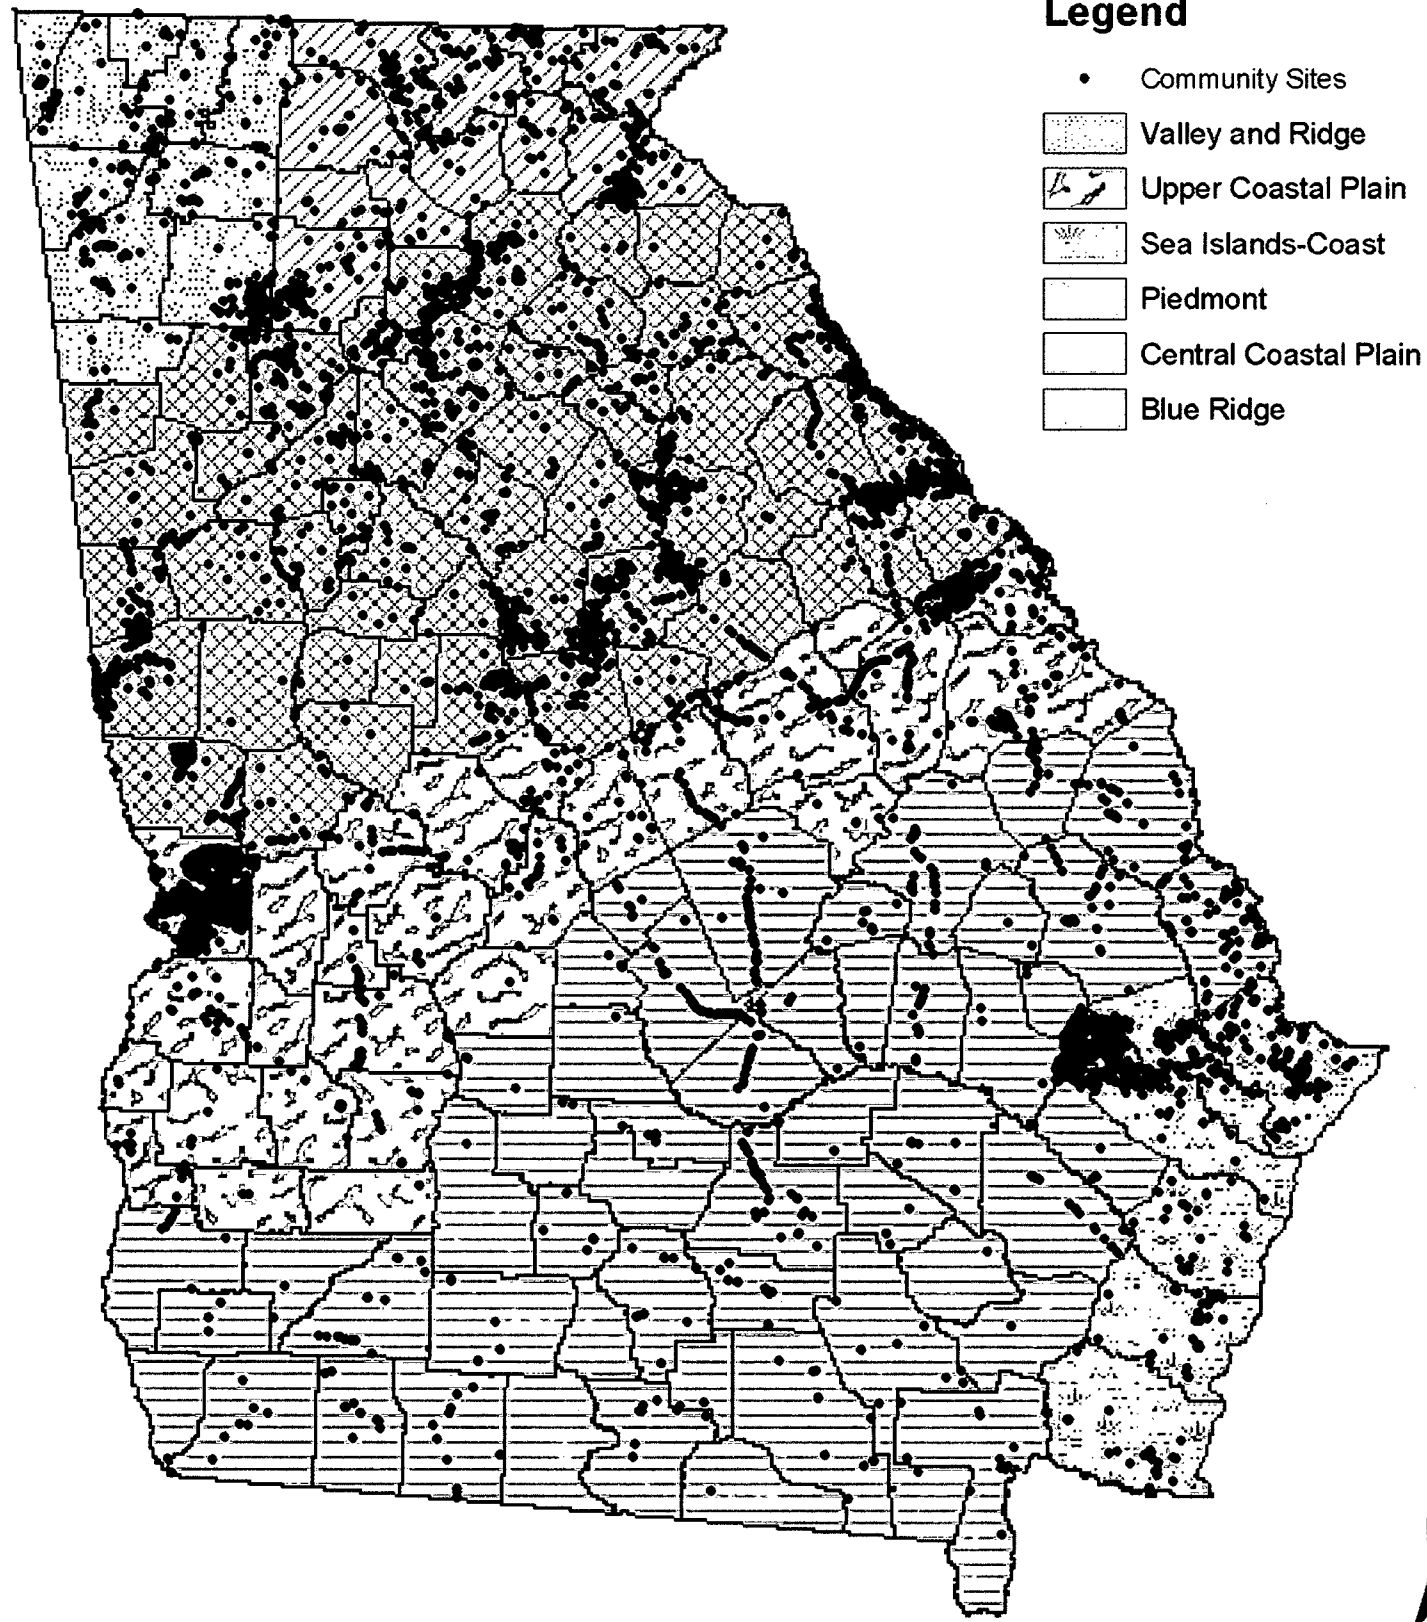 Legend
Community Sites
Valley and Ridge
Upper Coastal Plain
Sea Islands-Coast
Piedmont
Central Coastal Plain
Blue Ridge